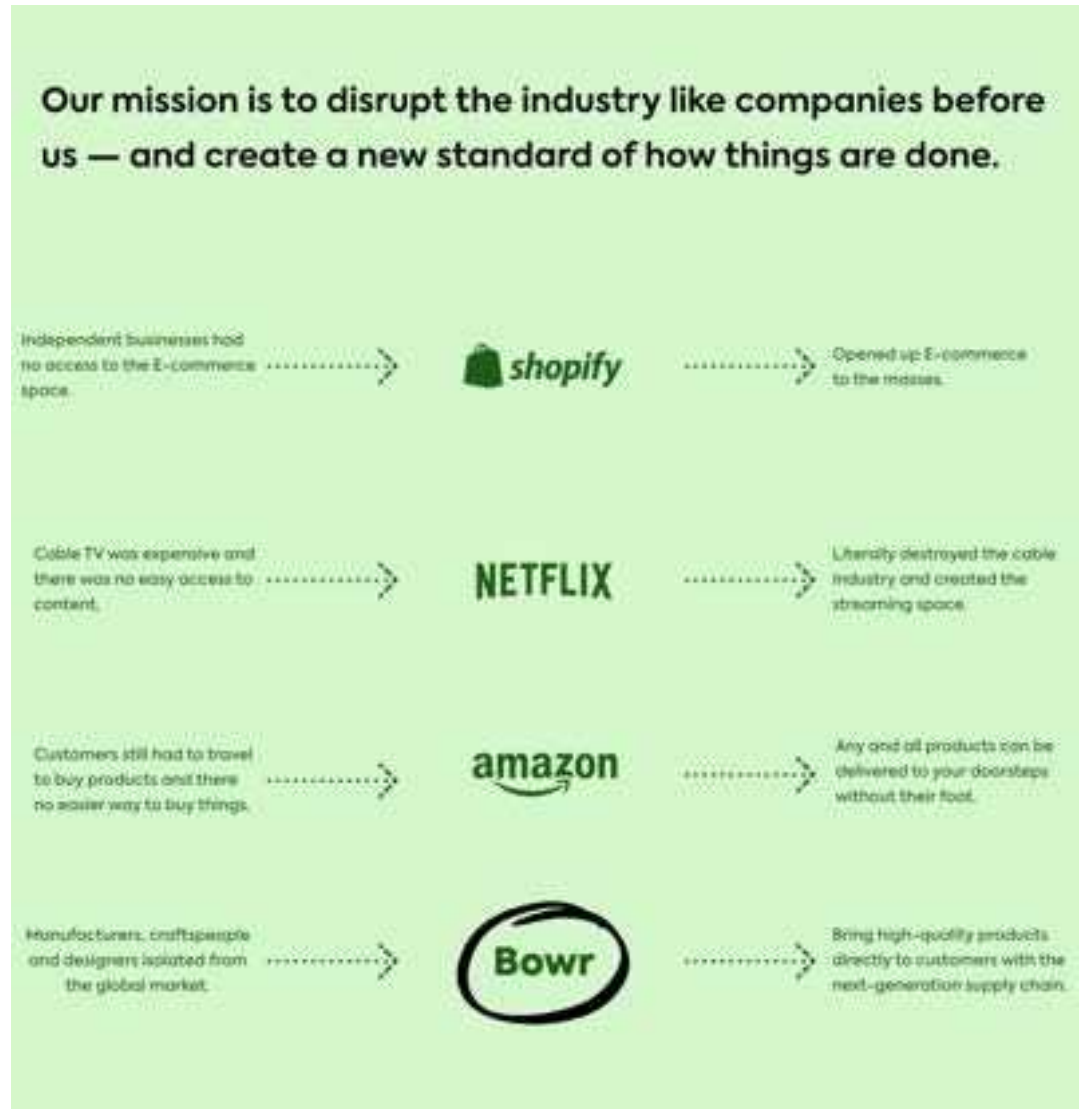 Our mission is to disrupt the industry like companies before
us — and create a new standard of how things are done.
Independent businesses had
no access to the E-commerce
space.
shopify
Opened up E-commerce
to the masses.
Cable TV was expensive and
there was no easy access to
content.
NETFLIX
Literally destroyed the cable
industry and created the
streaming space.
Customers still had to travel
to buy products and there
no easier way to buy things.
amazon
Any and all products can be
delivered to your doorsteps
without their foot.
Manufacturers, craftspeople
and designers isolated from
the global market.
Bowr
Bring high-quality products
directly to customers with the
next-generation supply chain.